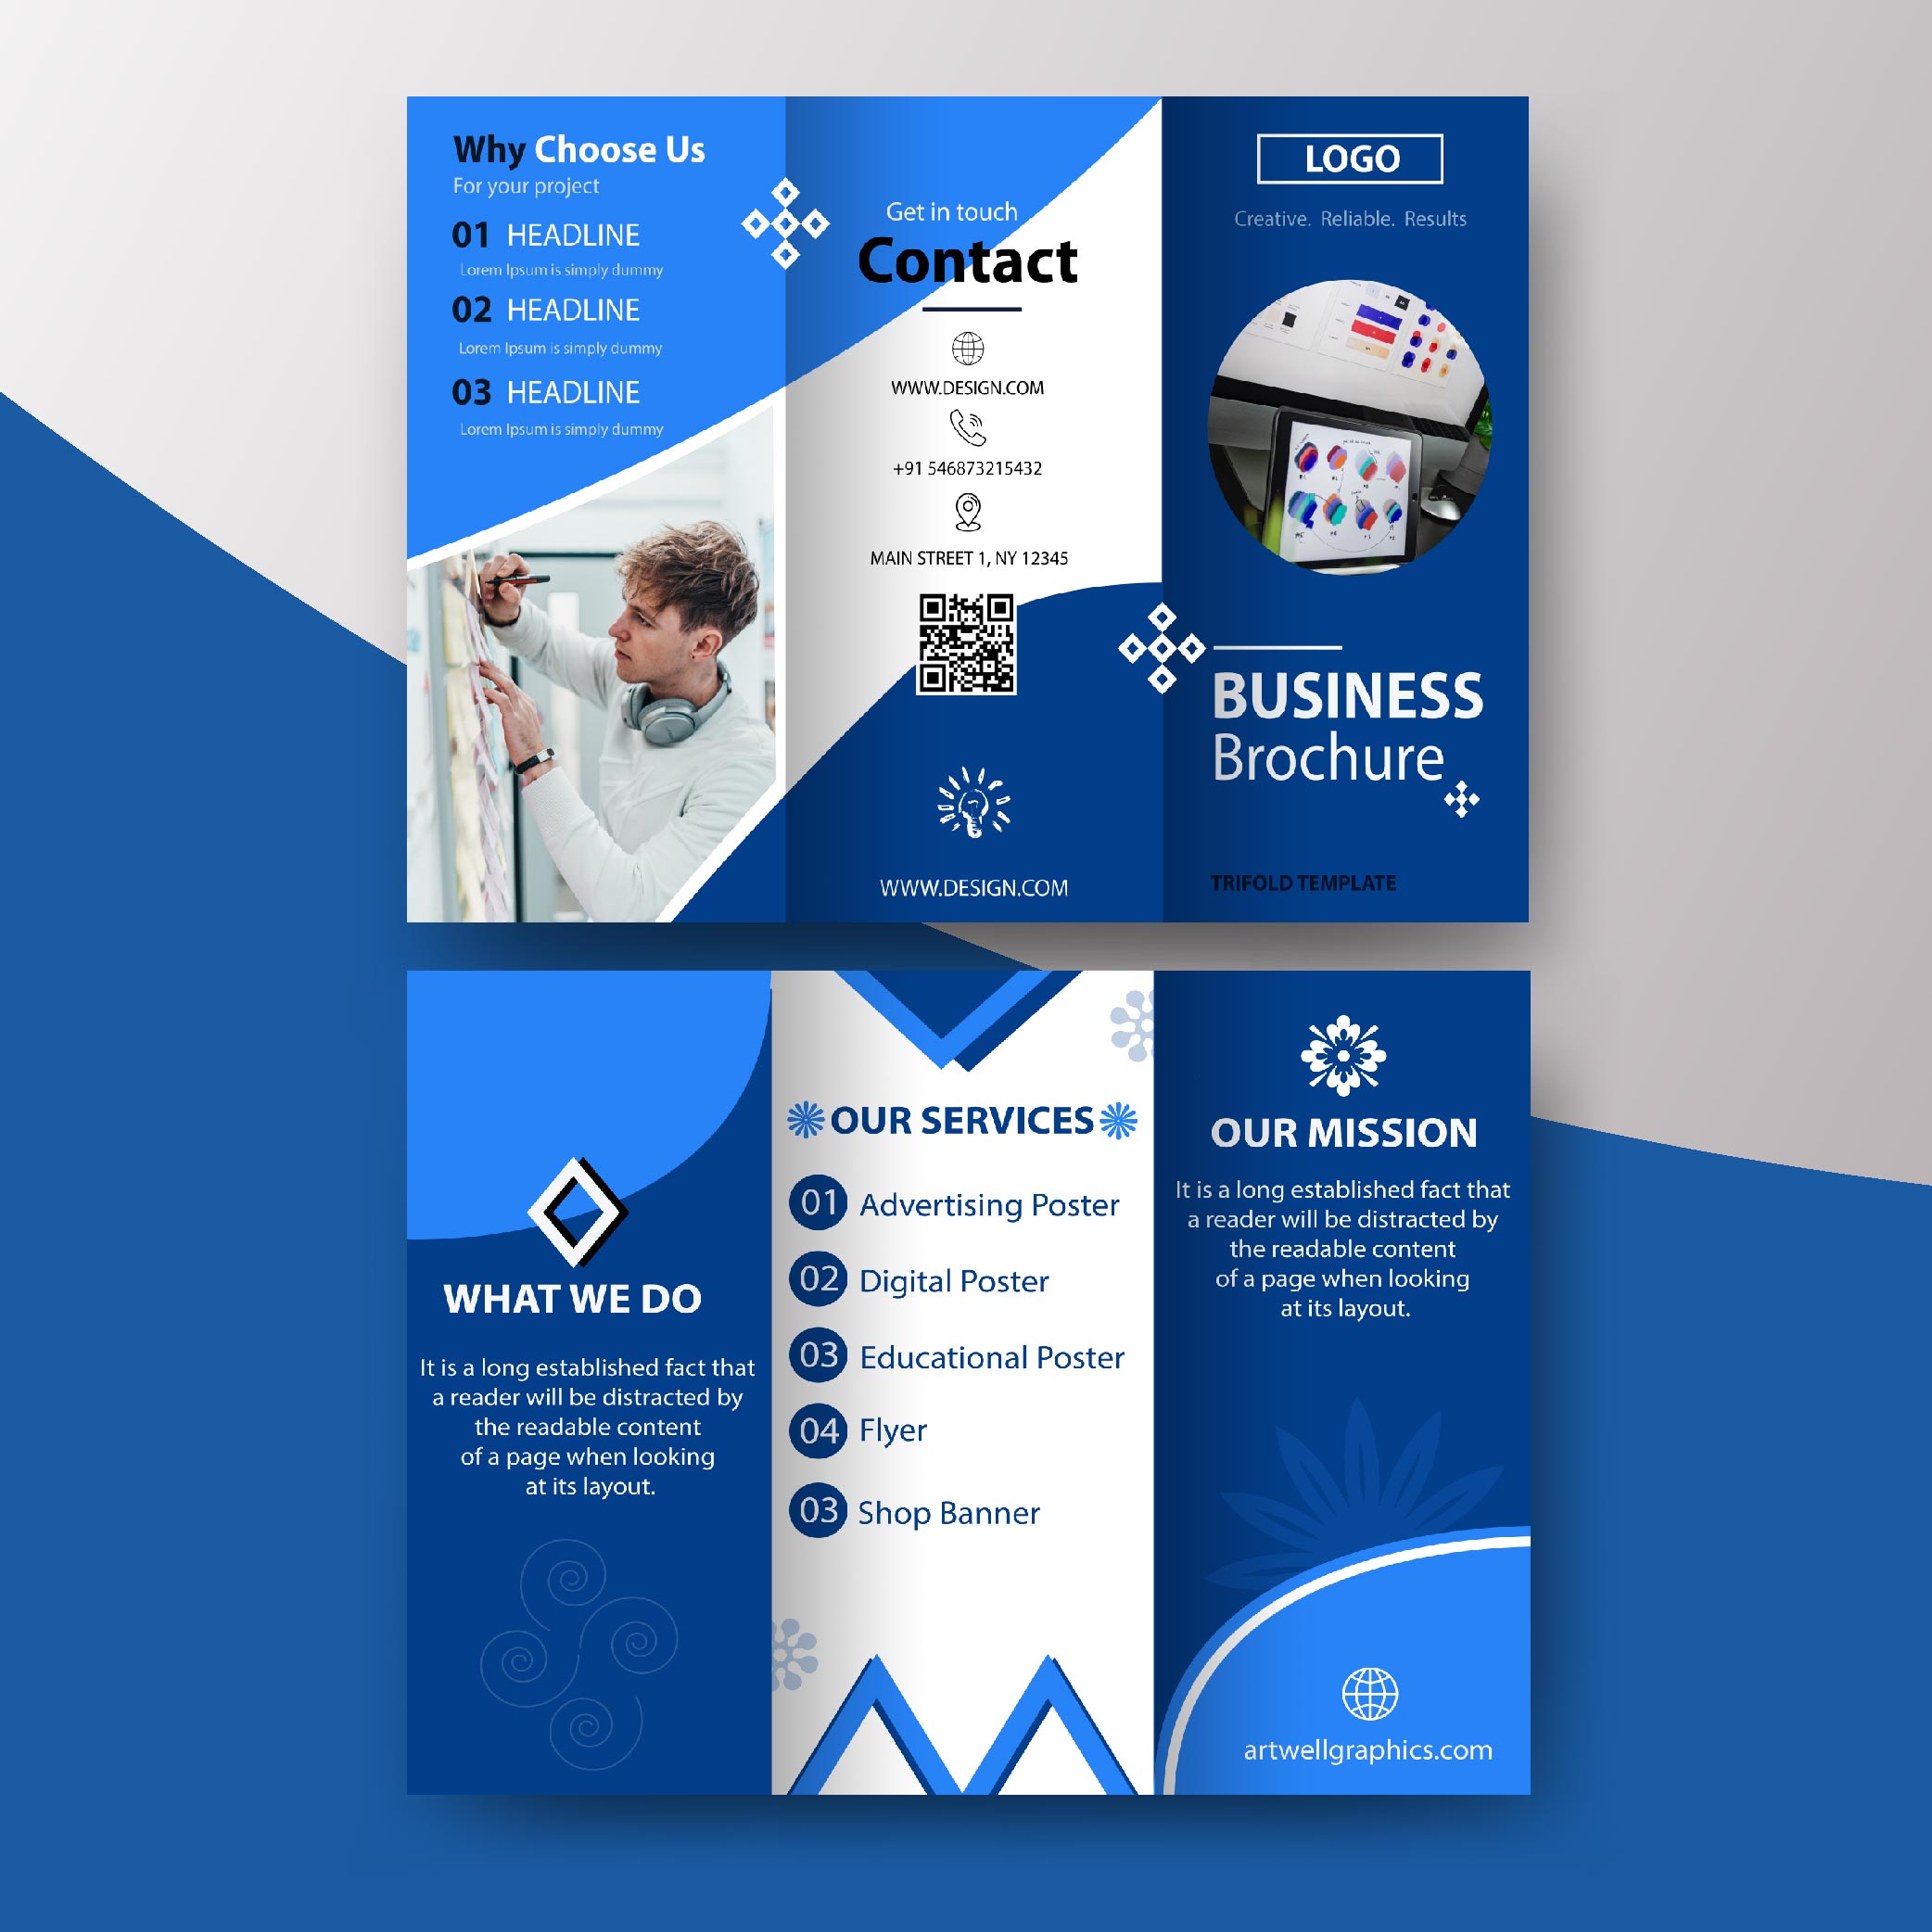 Why Choose Us
For your project
01 HEADLINE
Lorem Ipsum is simply dummy
02 HEADLINE
Lorem Ipsum is simply dummy
03 HEADLINE
Lorem Ipsum is simply dummy
Get in touch
Contact
WWW.DESIGN.COM
+91 546873215432
MAIN STREET 1, NY 12345
WWW.DESIGN.COM
LOGO
Creative. Reliable. Results
BUSINESS
Brochure
TRIFOLD TEMPLATE
WHAT WE DO
It is a long established fact that
a reader will be distracted by
the readable content
of a page when looking
at its layout.
OUR SERVICES
01 Advertising Poster
02 Digital Poster
03 Educational Poster
04 Flyer
03 Shop Banner
OUR MISSION
It is a long established fact that
a reader will be distracted by
the readable content
of a page when looking
at its layout.
artwellgraphics.com